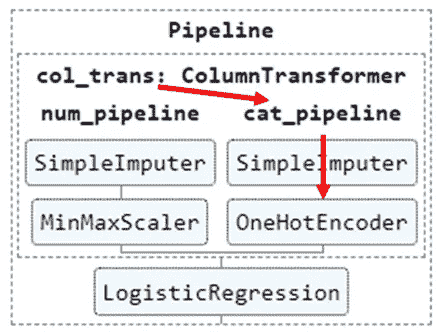 Pipeline
col_trans: ColumnTransformer
num_pipeline cat_pipeline
SimpleImputer SimpleImputer
MinMaxScaler OneHotEncoder
LogisticRegression